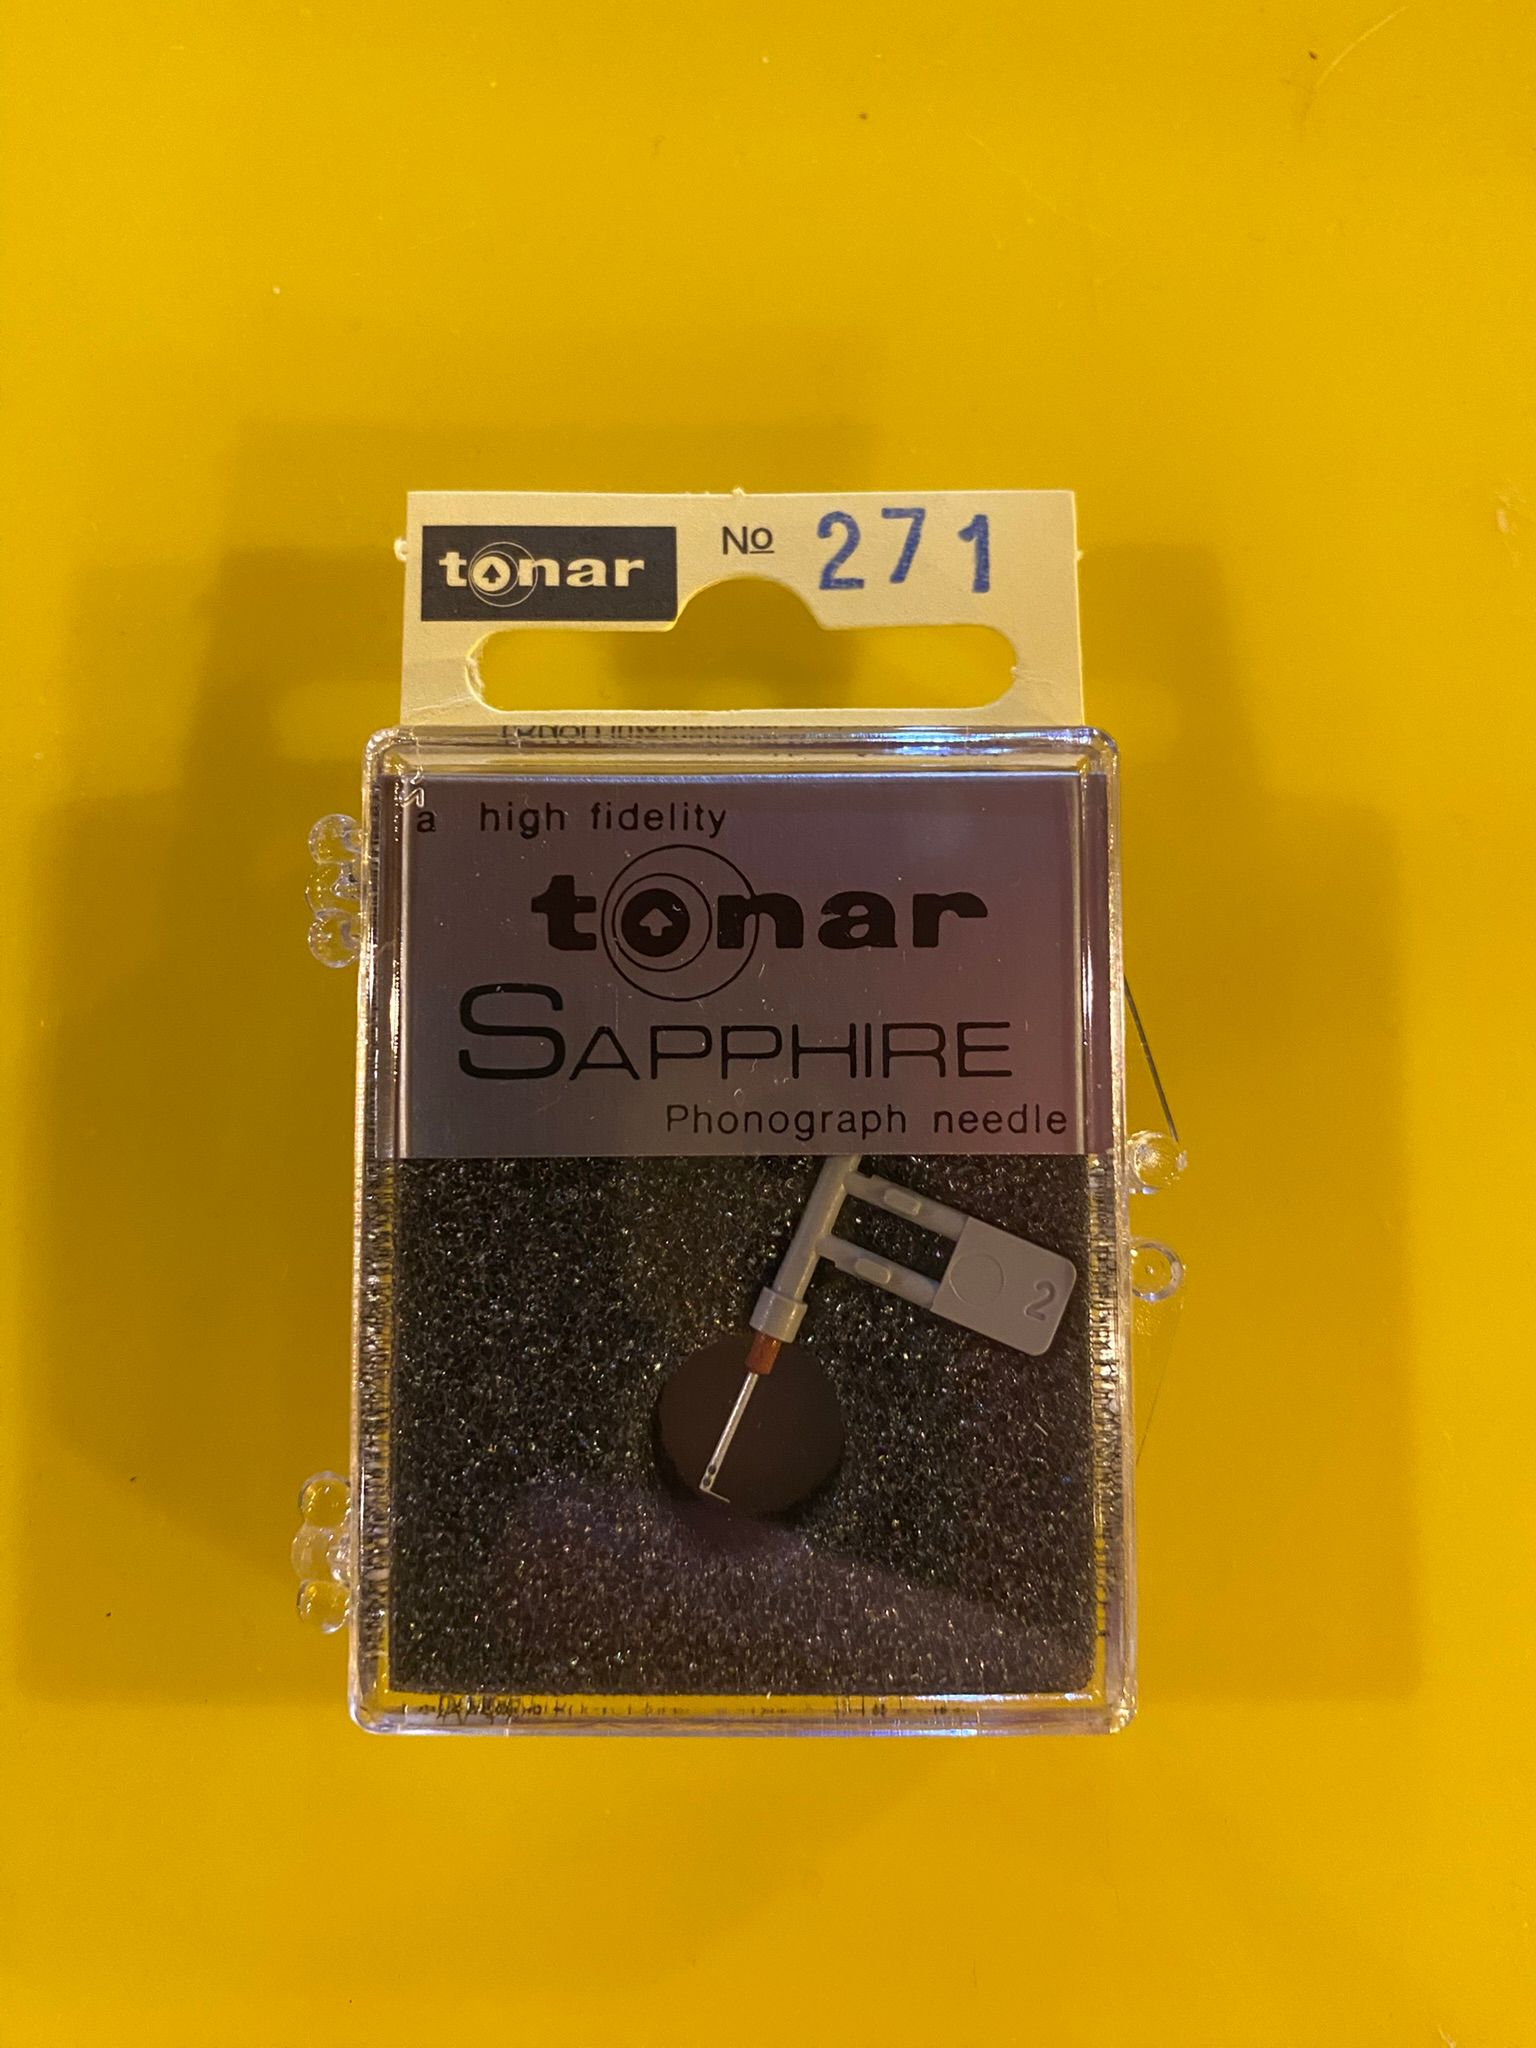 tonar No 271
a high fidelity
tonar
SAPPHIRE
Phonograph needle
2